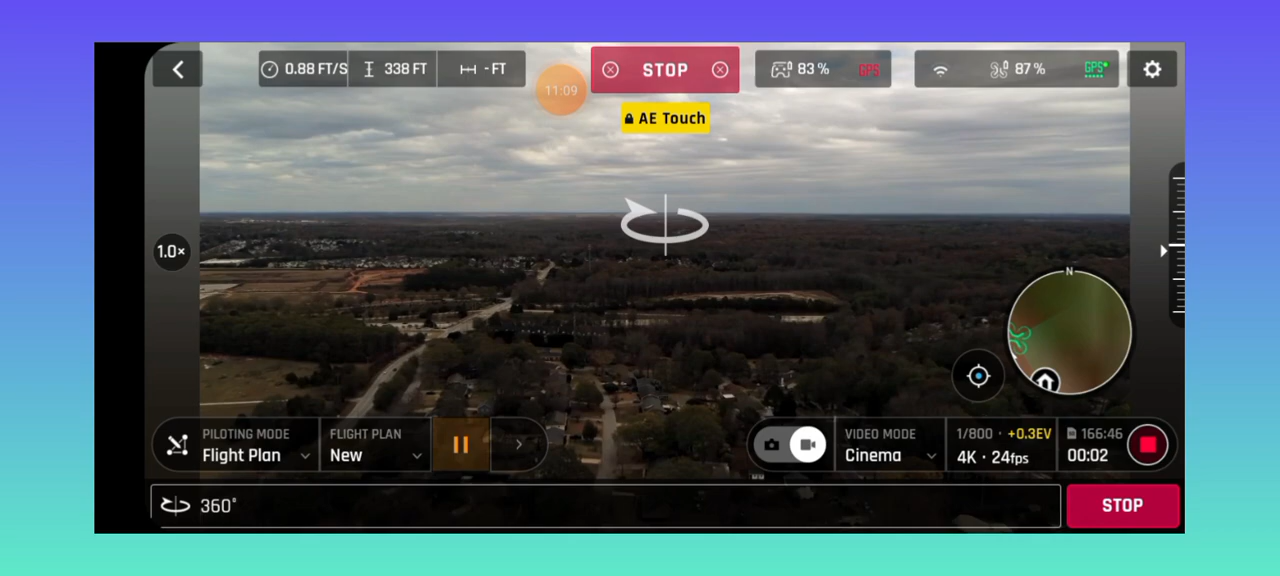 0.88 FT/S
338 FT
- FT
11:09
STOP
83 %
GPS
87 %
GPS
AE Touch
1.0×
N
PILOTING MODE
Flight Plan
FLIGHT PLAN
New
VIDEO MODE
Cinema
1/800 · +0.3EV
4K · 24fps
166:46
00:02
360°
STOP